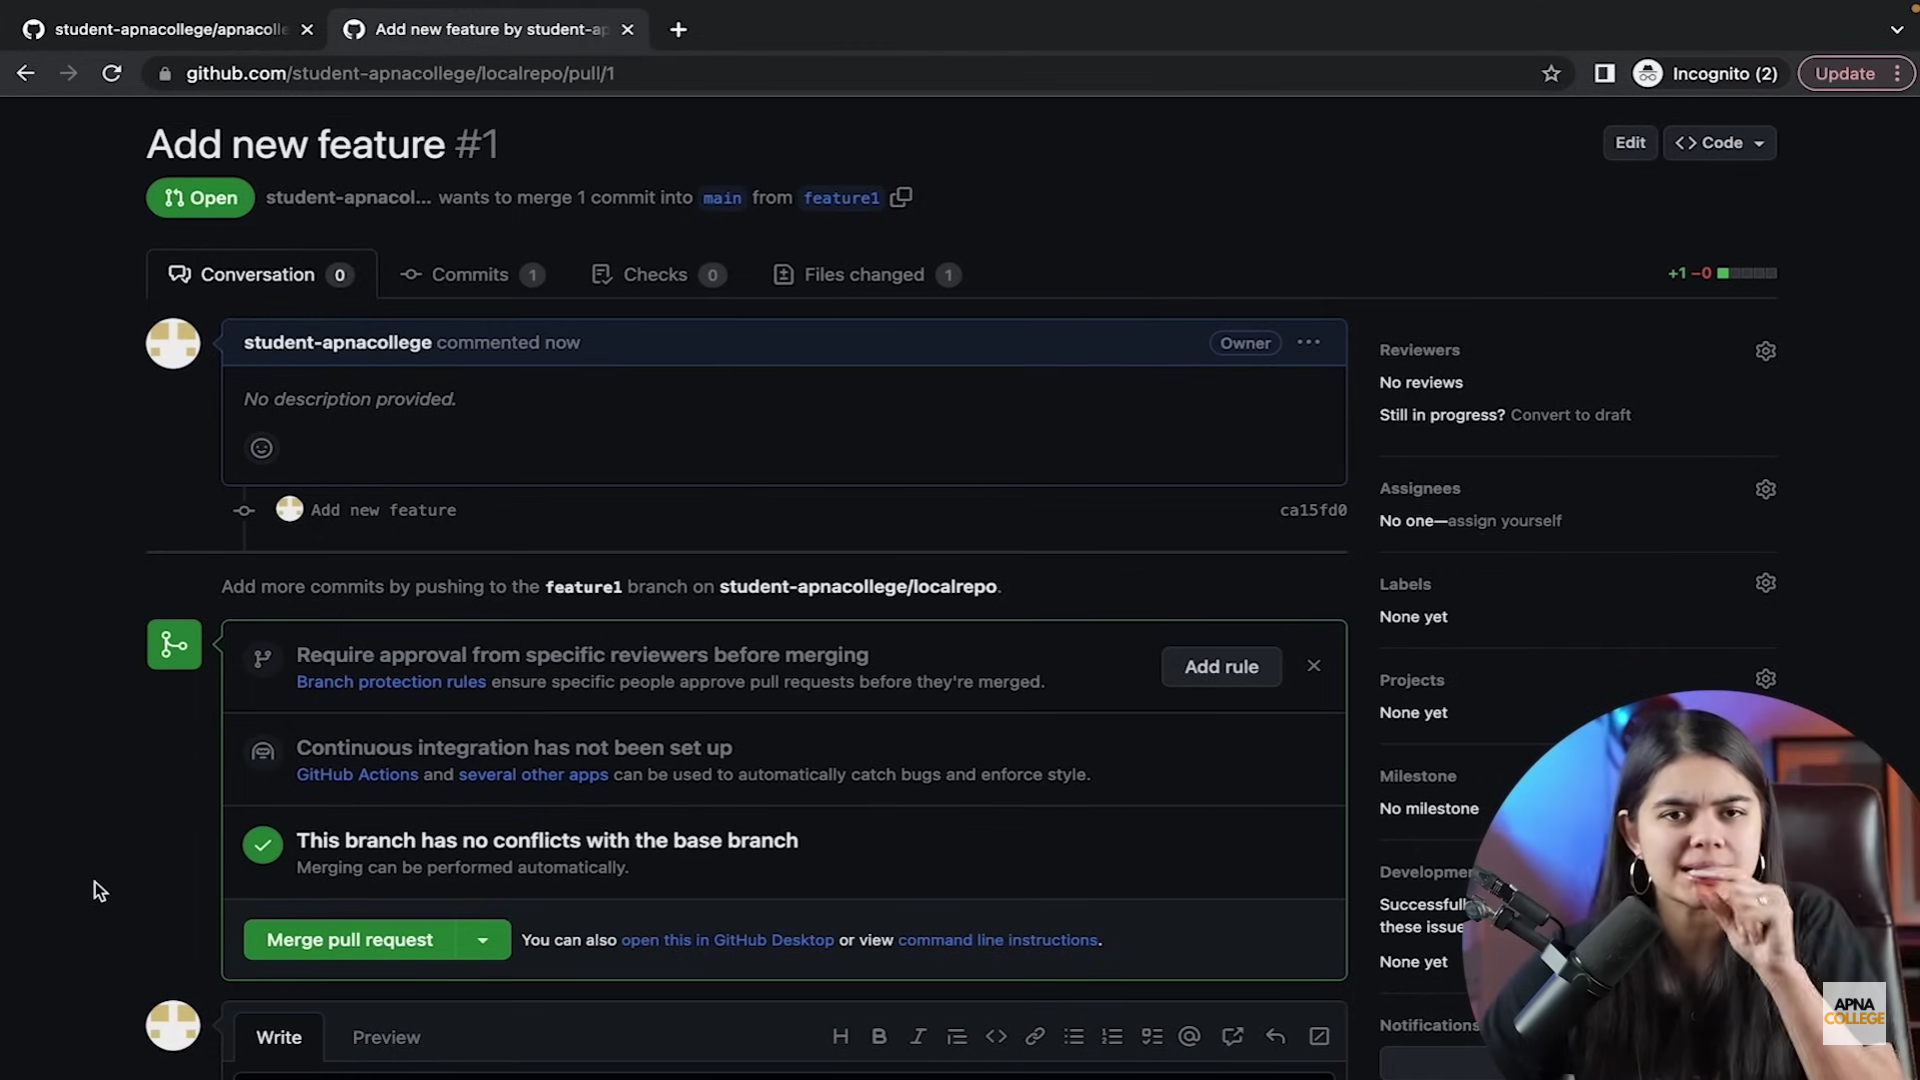 student-apnacollege/apnacolle
Add new feature by student-ap
github.com/student-apnacollege/localrepo/pull/1
Incognito (2)
Update
Add new feature #1
Edit
Code
Open
student-apnacol... wants to merge 1 commit into main from feature1
Conversation 0
Commits 1
Checks 0
Files changed 1
+1 −0
student-apnacollege commented now
Owner
No description provided.
Add new feature
ca15fd0
Add more commits by pushing to the feature1 branch on student-apnacollege/localrepo.
Require approval from specific reviewers before merging
Branch protection rules ensure specific people approve pull requests before they're merged.
Add rule
Continuous integration has not been set up
GitHub Actions and several other apps can be used to automatically catch bugs and enforce style.
This branch has no conflicts with the base branch
Merging can be performed automatically.
Merge pull request
You can also open this in GitHub Desktop or view command line instructions.
Write
Preview
Reviewers
No reviews
Still in progress? Convert to draft
Assignees
No one—assign yourself
Labels
None yet
Projects
None yet
Milestone
No milestone
Developmen
Successfull
these issue
None yet
Notifications
APNA
COLLEGE